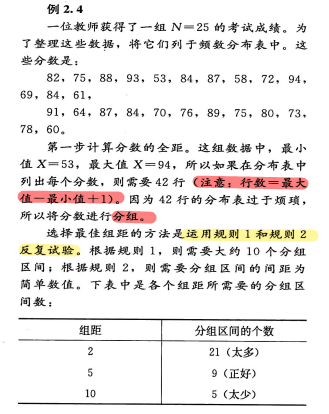 例 2.4
一位教师获得了一组 N=25 的考试成绩。为
了整理这些数据，将它们列于频数分布表中。这
些分数是：
82，75，88，93，53，84，87，58，72，94，
69，84，61，
91，64，87，84，70，76，89，75，80，73，
78，60。
第一步计算分数的全距。这组数据中，最小
值 X=53，最大值 X=94，所以如果在分布表中
列出每个分数，则需要 42 行（注意：行数=最大
值-最小值+1）。因为 42 行的分布表过于烦琐，
所以将分数进行分组。
选择最佳组距的方法是运用规则 1 和规则 2
反复试验。根据规则 1，则需要大约 10 个分组
区间；根据规则 2，则需要分组区间的间距为
简单数值。下表中是各个组距所需要的分组区
间数：
组距 分组区间的个数
2 21（太多）
5 9（正好）
10 5（太少）